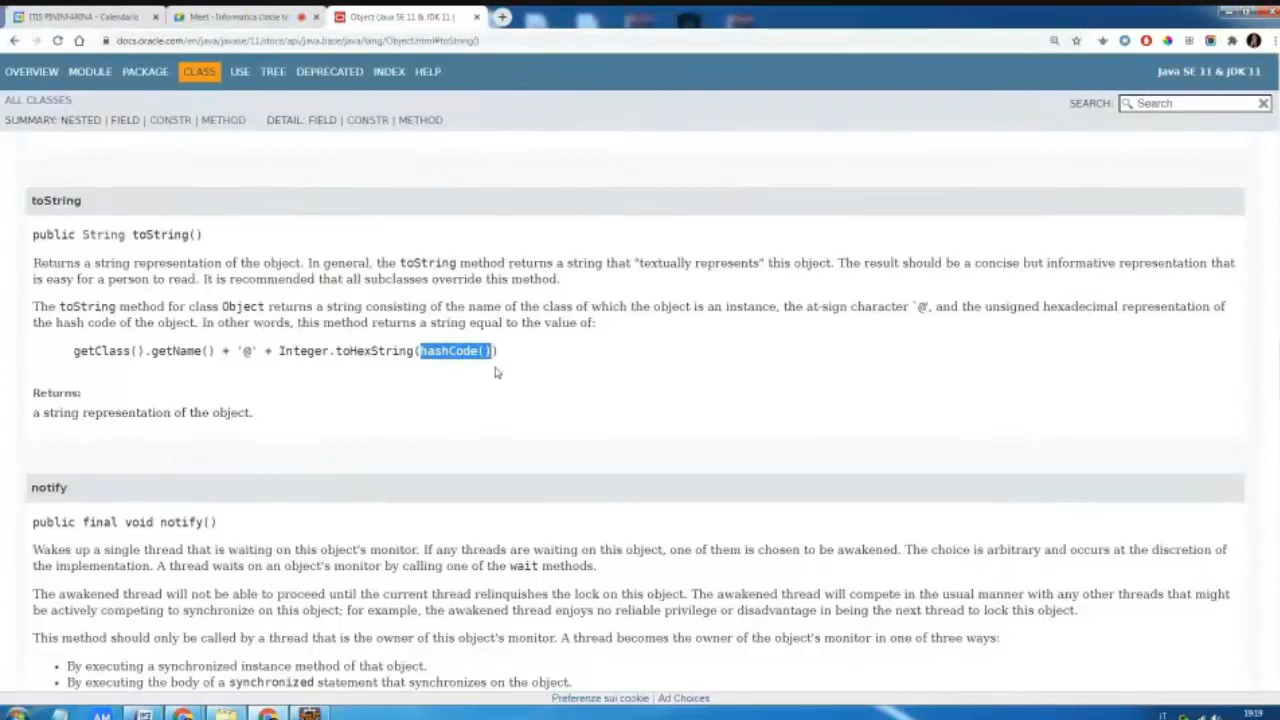 ITIS PININFARINA - Calendario
Meet - Informatica classe te
Object (Java SE 11 & JDK 11 )
docs.oracle.com/en/java/javase/11/docs/api/java.base/java/lang/Object.html#toString()
OVERVIEW MODULE PACKAGE CLASS USE TREE DEPRECATED INDEX HELP
Java SE 11 & JDK 11
ALL CLASSES
SEARCH: Search
SUMMARY: NESTED | FIELD | CONSTR | METHOD DETAIL: FIELD | CONSTR | METHOD
toString
public String toString()
Returns a string representation of the object. In general, the toString method returns a string that "textually represents" this object. The result should be a concise but informative representation that
is easy for a person to read. It is recommended that all subclasses override this method.
The toString method for class Object returns a string consisting of the name of the class of which the object is an instance, the at-sign character `@', and the unsigned hexadecimal representation of
the hash code of the object. In other words, this method returns a string equal to the value of:
getClass().getName() + '@' + Integer.toHexString(hashCode())
Returns:
a string representation of the object.
notify
public final void notify()
Wakes up a single thread that is waiting on this object's monitor. If any threads are waiting on this object, one of them is chosen to be awakened. The choice is arbitrary and occurs at the discretion of
the implementation. A thread waits on an object's monitor by calling one of the wait methods.
The awakened thread will not be able to proceed until the current thread relinquishes the lock on this object. The awakened thread will compete in the usual manner with any other threads that might
be actively competing to synchronize on this object; for example, the awakened thread enjoys no reliable privilege or disadvantage in being the next thread to lock this object.
This method should only be called by a thread that is the owner of this object's monitor. A thread becomes the owner of the object's monitor in one of three ways:
• By executing a synchronized instance method of that object.
• By executing the body of a synchronized statement that synchronizes on the object.
Preferenze sui cookie | Ad Choices
IT
19:19